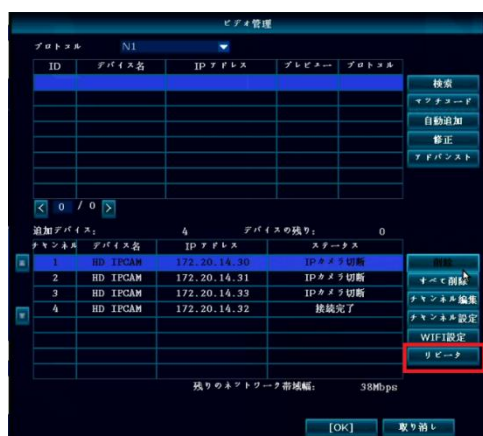 ビデオ管理
プロトコル N1
ID デバイス名 IP アドレス プレビュー プロトコル
検索
マッチコード
自動追加
修正
アドバンスト
0 / 0
追加デバイス: 4 デバイスの残り: 0
チャンネル デバイス名 IP アドレス ステータス
1 HD IPCAM 172.20.14.30 IPカメラ切断
削除
2 HD IPCAM 172.20.14.31 IPカメラ切断
すべて削除
3 HD IPCAM 172.20.14.33 IPカメラ切断
チャンネル編集
4 HD IPCAM 172.20.14.32 接続完了
チャンネル設定
WIFI設定
リピータ
残りのネットワーク帯域幅: 38Mbps
[OK] 取り消し